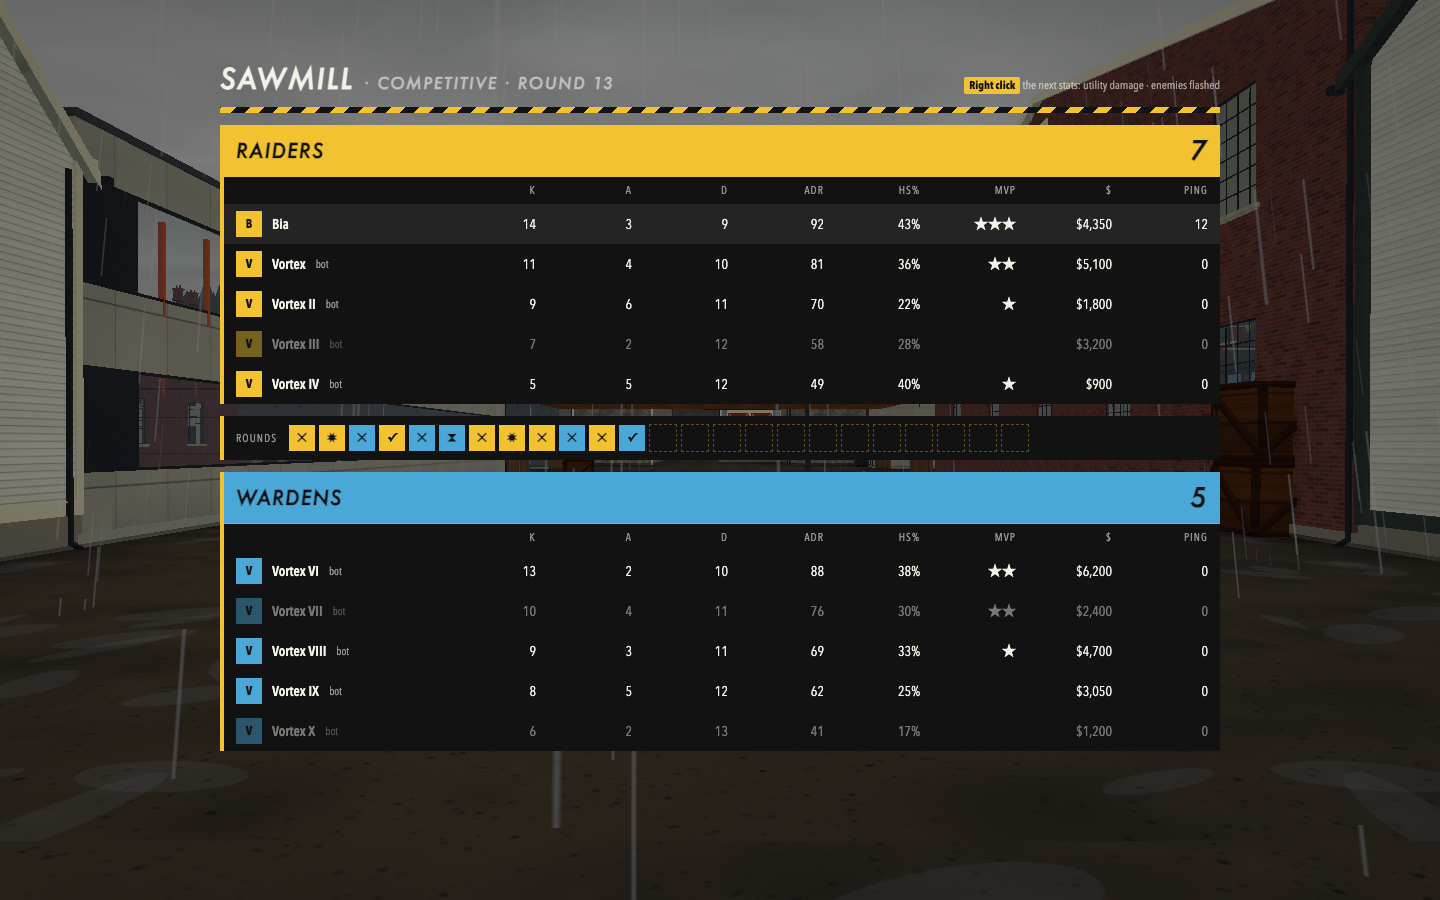 SAWMILL · COMPETITIVE · ROUND 13
Right click the next stats: utility damage · enemies flashed
RAIDERS 7
K A D ADR HS% MVP $ PING
B Bia 14 3 9 92 43% ★★★ $4,350 12
V Vortex bot 11 4 10 81 36% ★★ $5,100 0
V Vortex II bot 9 6 11 70 22% ★ $1,800 0
V Vortex III bot 7 2 12 58 28% $3,200 0
V Vortex IV bot 5 5 12 49 40% ★ $900 0
ROUNDS
WARDENS 5
K A D ADR HS% MVP $ PING
V Vortex VI bot 13 2 10 88 38% ★★ $6,200 0
V Vortex VII bot 10 4 11 76 30% ★★ $2,400 0
V Vortex VIII bot 9 3 11 69 33% ★ $4,700 0
V Vortex IX bot 8 5 12 62 25% $3,050 0
V Vortex X bot 6 2 13 41 17% $1,200 0